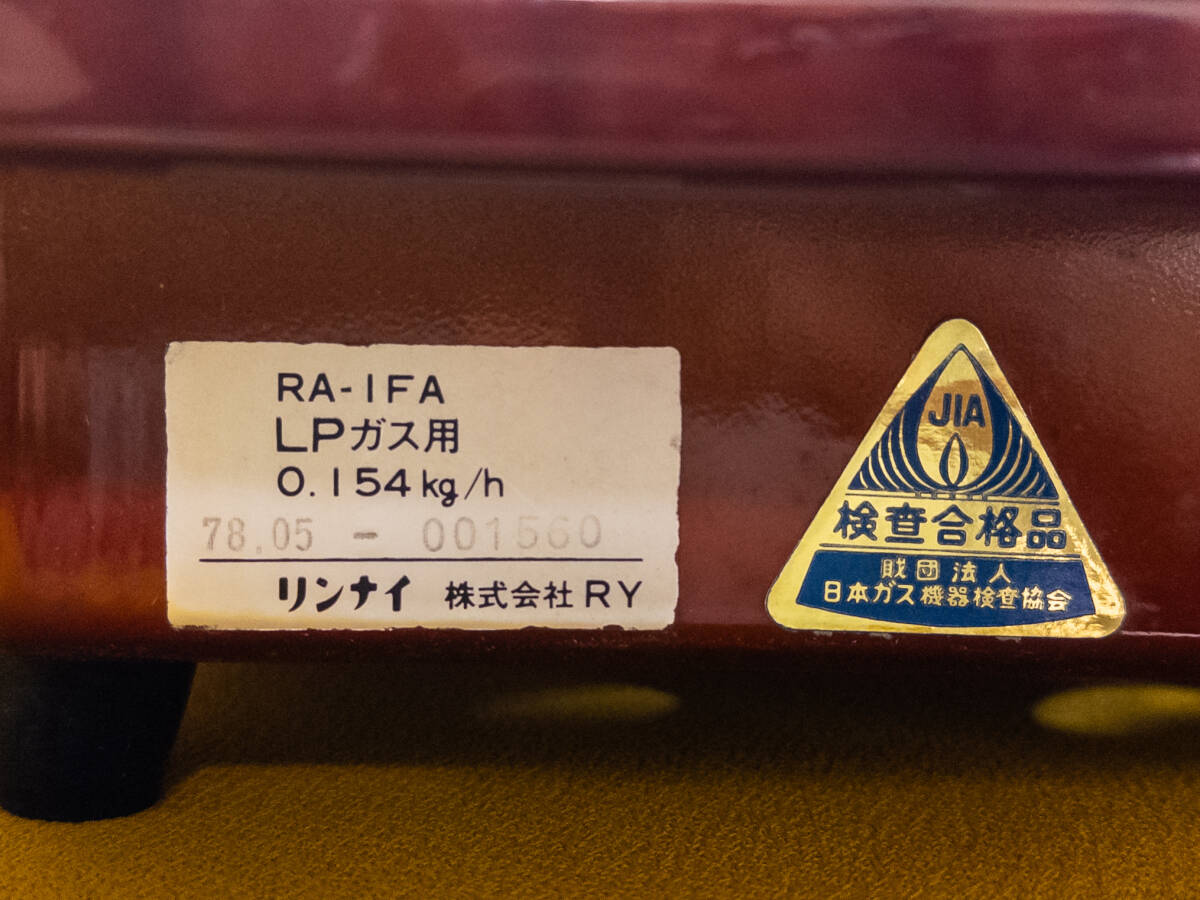 RA-1FA
LPガス用
0.154kg/h
78.05 - 001560
リンナイ 株式会社RY
JIA
検査合格品
財団法人
日本ガス機器検査協会